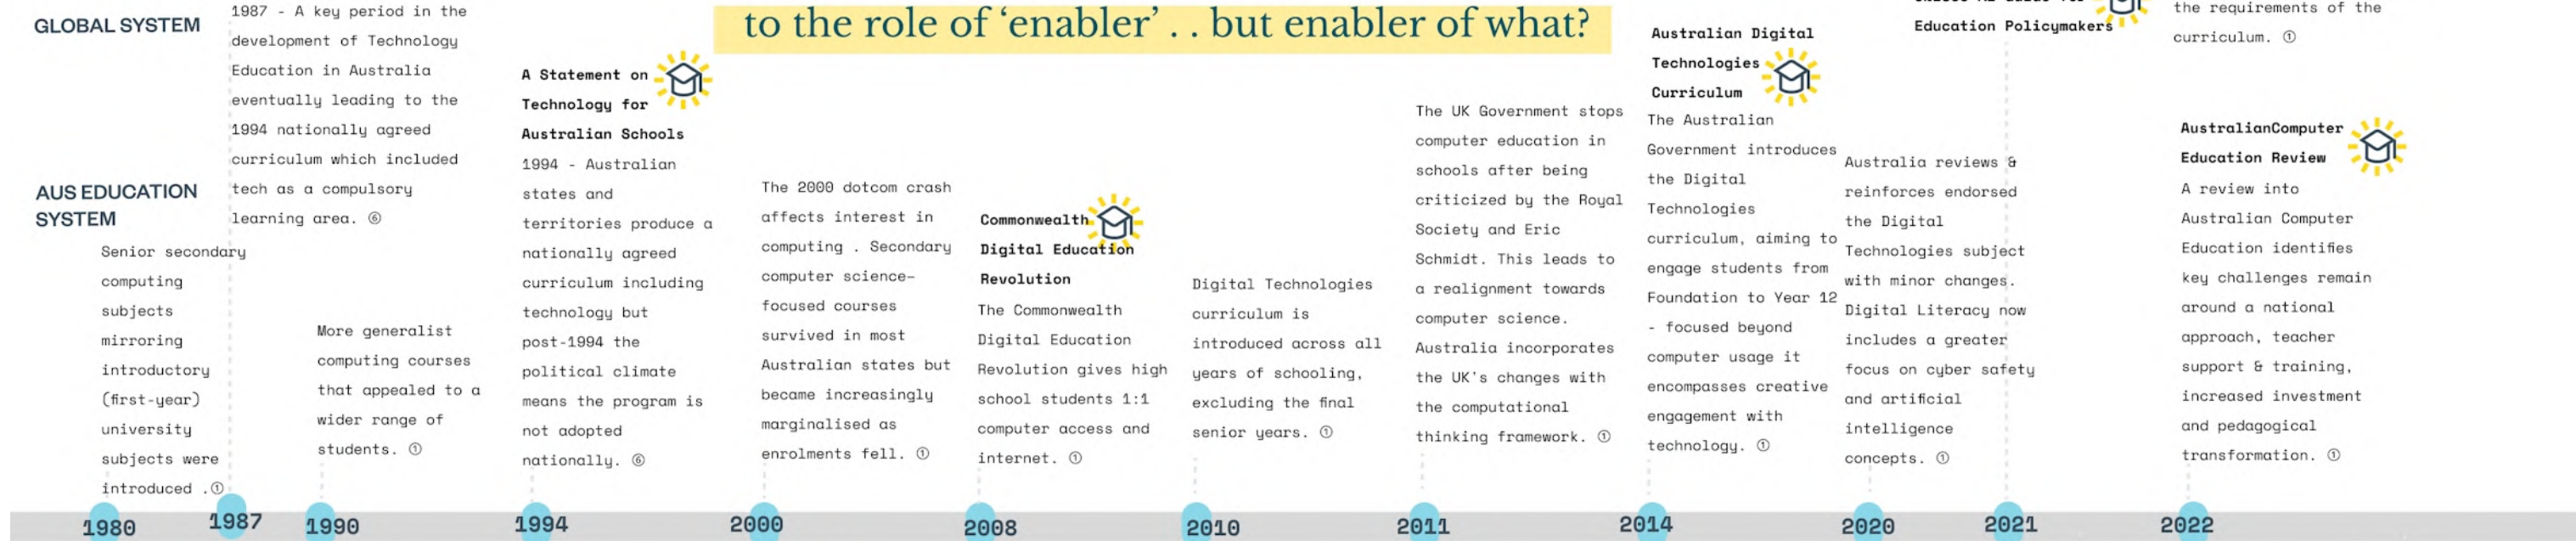 GLOBAL SYSTEM
1987 - A key period in the
development of Technology
Education in Australia
eventually leading to the
1994 nationally agreed
curriculum which included
tech as a compulsory
learning area. ⑥
to the role of ‘enabler’ . . but enabler of what?
AUS EDUCATION
SYSTEM
Senior secondary
computing
subjects
mirroring
introductory
(first-year)
university
subjects were
introduced .①
More generalist
computing courses
that appealed to a
wider range of
students. ①
A Statement on
Technology for
Australian Schools
1994 - Australian
states and
territories produce a
nationally agreed
curriculum including
technology but
post-1994 the
political climate
means the program is
not adopted
nationally. ⑥
The 2000 dotcom crash
affects interest in
computing . Secondary
computer science-
focused courses
survived in most
Australian states but
became increasingly
marginalised as
enrolments fell. ①
Commonwealth
Digital Education
Revolution
The Commonwealth
Digital Education
Revolution gives high
school students 1:1
computer access and
internet. ①
Digital Technologies
curriculum is
introduced across all
years of schooling,
excluding the final
senior years. ①
The UK Government stops
computer education in
schools after being
criticized by the Royal
Society and Eric
Schmidt. This leads to
a realignment towards
computer science.
Australia incorporates
the UK's changes with
the computational
thinking framework. ①
Australian Digital
Technologies
Curriculum
The Australian
Government introduces
the Digital
Technologies
curriculum, aiming to
engage students from
Foundation to Year 12
- focused beyond
computer usage it
encompasses creative
engagement with
technology. ①
Australia reviews &
reinforces endorsed
the Digital
Technologies subject
with minor changes.
Digital Literacy now
includes a greater
focus on cyber safety
and artificial
intelligence
concepts. ①
Education Policymakers
the requirements of the
curriculum. ①
AustralianComputer
Education Review
A review into
Australian Computer
Education identifies
key challenges remain
around a national
approach, teacher
support & training,
increased investment
and pedagogical
transformation. ①
1980
1987
1990
1994
2000
2008
2010
2011
2014
2020
2021
2022